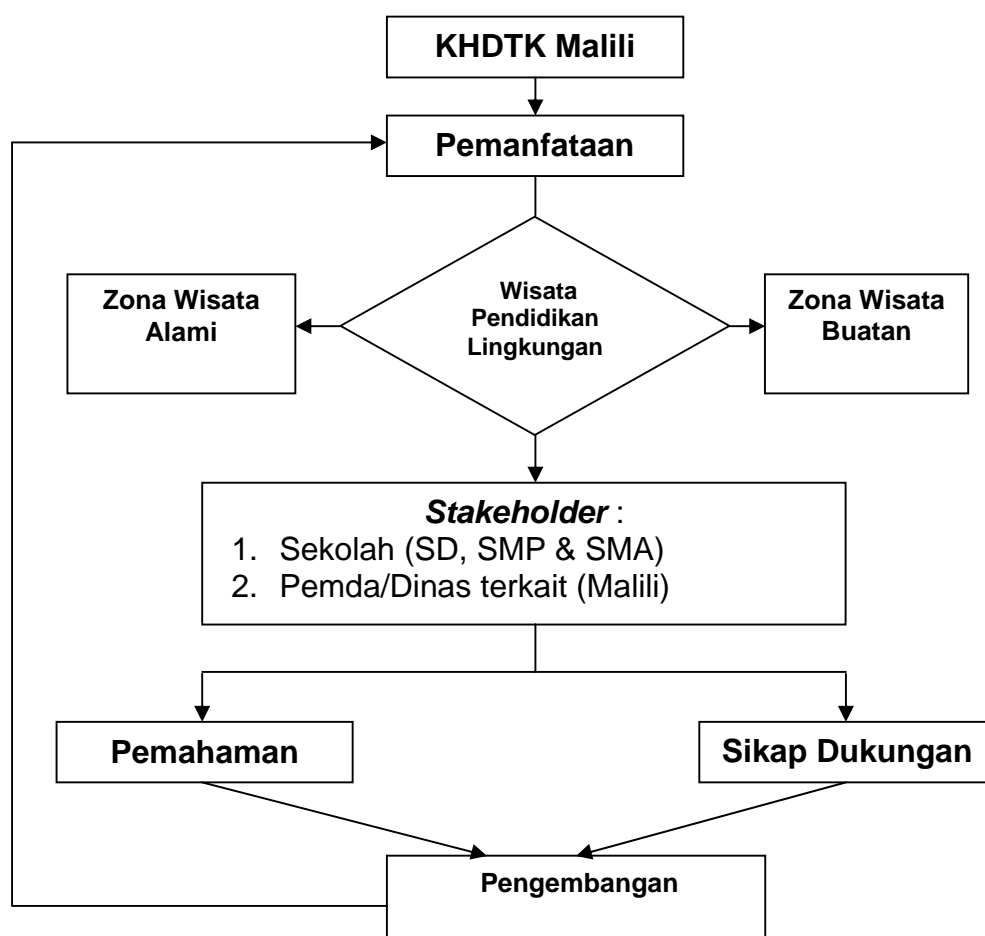 KHDTK Malili
Pemanfataan
Zona Wisata
Alami
Wisata
Pendidikan
Lingkungan
Zona Wisata
Buatan
Stakeholder :
1. Sekolah (SD, SMP & SMA)
2. Pemda/Dinas terkait (Malili)
Pemahaman
Sikap Dukungan
Pengembangan